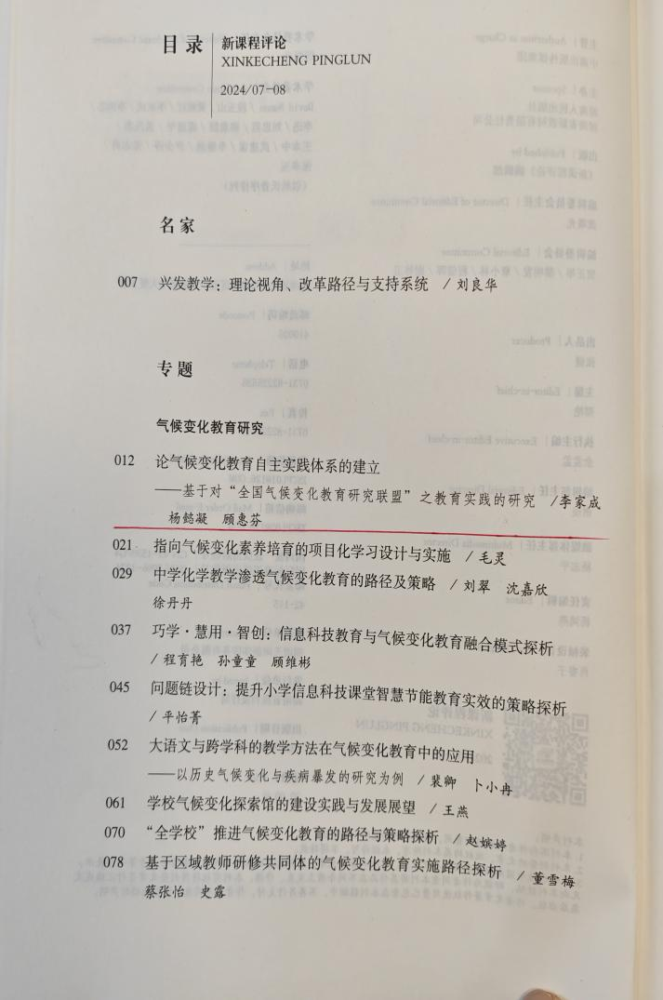 目录 新课程评论
XINKECHENG PINGLUN
2024/07-08
名家
007 兴发教学：理论视角、改革路径与支持系统 / 刘良华
专题
气候变化教育研究
012 论气候变化教育自主实践体系的建立
——基于对“全国气候变化教育研究联盟”之教育实践的研究 /李家成
杨懿凝 顾惠芬
021 指向气候变化素养培育的项目化学习设计与实施 / 毛灵
029 中学化学教学渗透气候变化教育的路径及策略 / 刘翠 沈嘉欣
徐丹丹
037 巧学·慧用·智创：信息科技教育与气候变化教育融合模式探析
/ 程育艳 孙童童 顾维彬
045 问题链设计：提升小学信息科技课堂智慧节能教育实效的策略探析
/ 平怡菁
052 大语文与跨学科的教学方法在气候变化教育中的应用
——以历史气候变化与疾病暴发的研究为例 / 裴卿 卜小冉
061 学校气候变化探索馆的建设实践与发展展望 / 王燕
070 “全学校”推进气候变化教育的路径与策略探析 / 赵嫔婷
078 基于区域教师研修共同体的气候变化教育实施路径探析 / 董雪梅
蔡张怡 史露